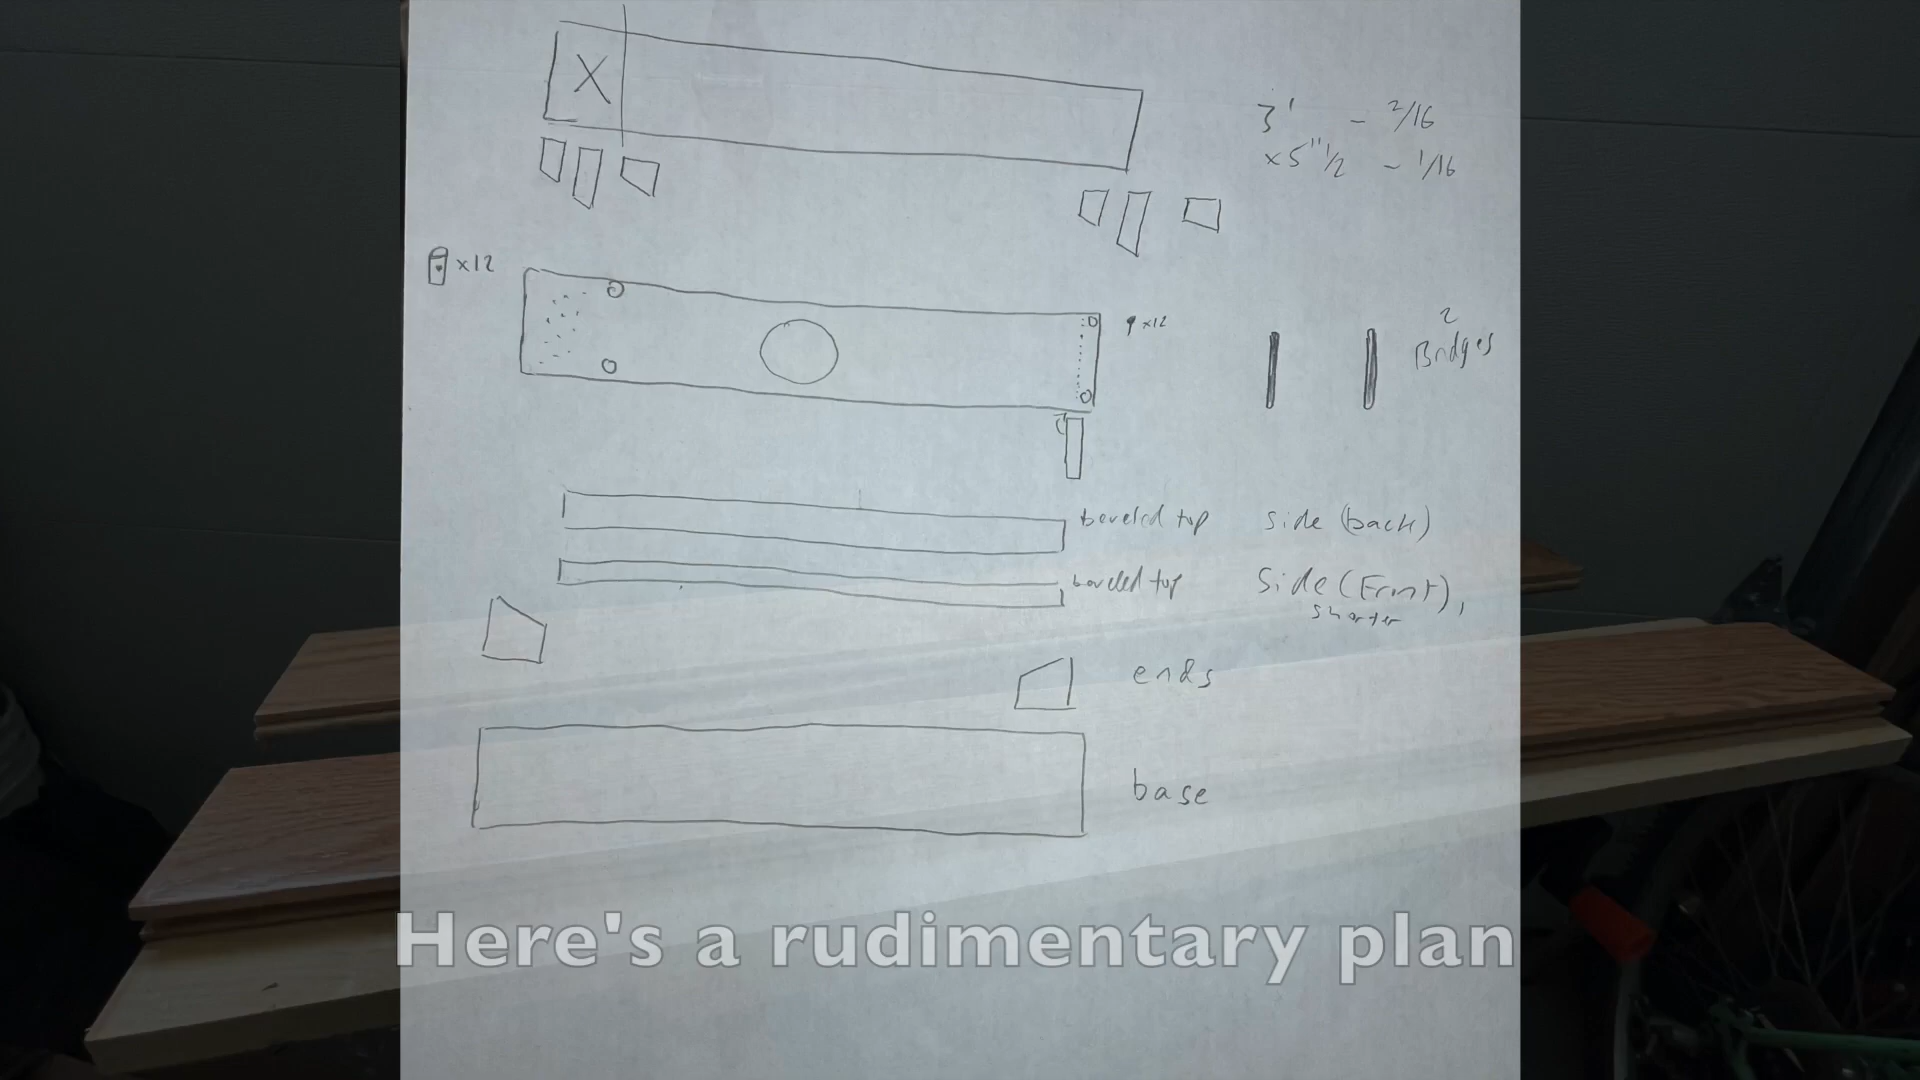 X
3' - 2/16
x5" 1/2 - 1/16
x12
x12
2
Bridges
beveled top side (back)
beveled top side (Front),
shorter
ends
base
Here's a rudimentary plan